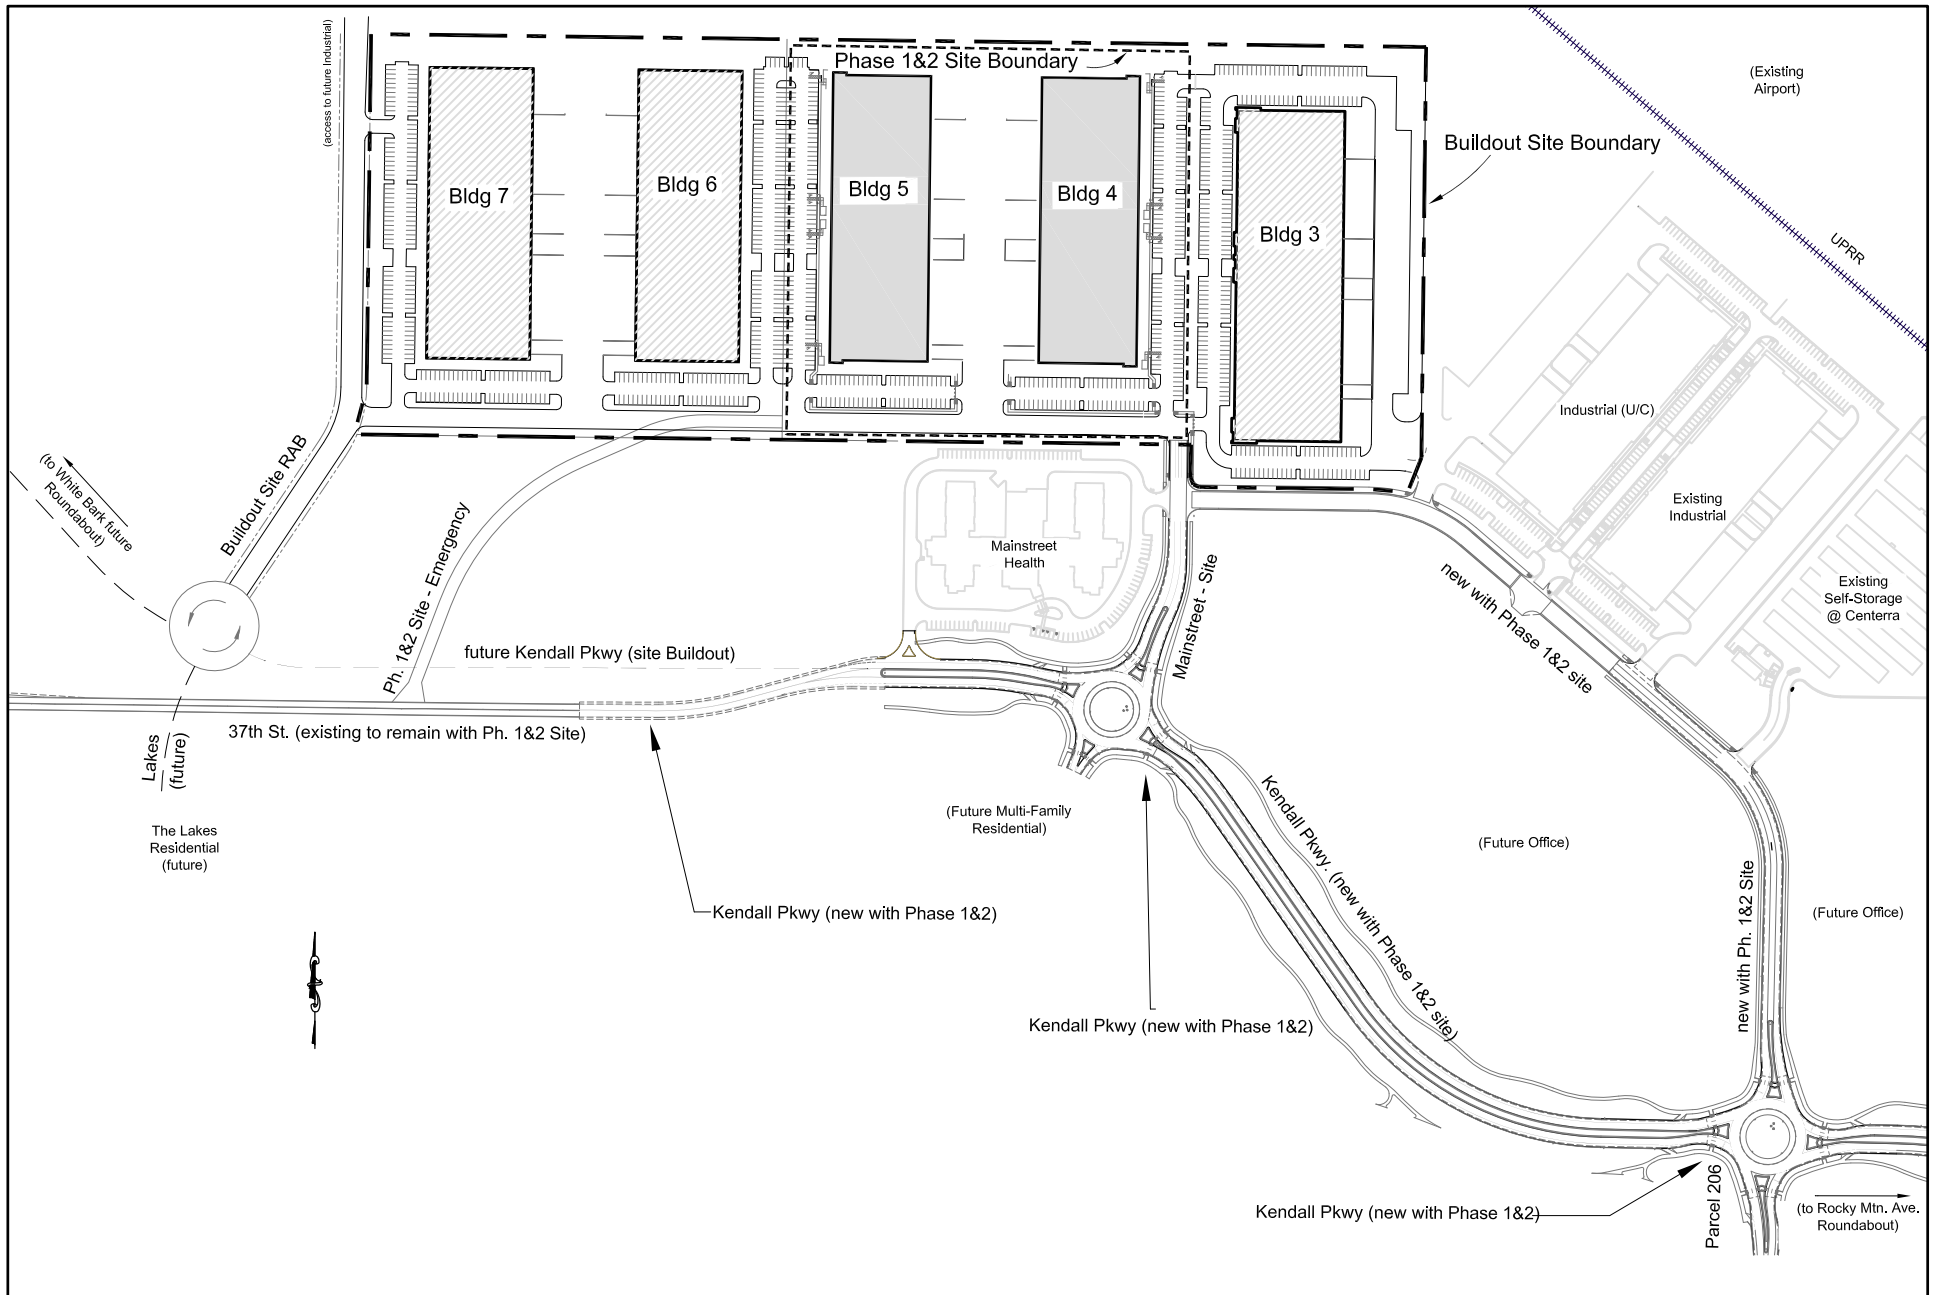 (access to future Industrial)
Phase 1&2 Site Boundary
(Existing
Airport)
Buildout Site Boundary
Bldg 7
Bldg 6
Bldg 5
Bldg 4
Bldg 3
UPRR
Industrial (U/C)
Existing
Industrial
Existing
Self-Storage
@ Centerra
(to White Bark future
Roundabout)
Buildout Site RAB
Ph. 1&2 Site - Emergency
Mainstreet
Health
Mainstreet - Site
new with Phase 1&2 site
future Kendall Pkwy (site Buildout)
37th St. (existing to remain with Ph. 1&2 Site)
Lakes
(future)
The Lakes
Residential
(future)
(Future Multi-Family
Residential)
Kendall Pkwy. (new with Phase 1&2 site)
(Future Office)
new with Ph. 1&2 Site
(Future Office)
Kendall Pkwy (new with Phase 1&2)
Kendall Pkwy (new with Phase 1&2)
Kendall Pkwy (new with Phase 1&2)
Parcel 206
(to Rocky Mtn. Ave.
Roundabout)